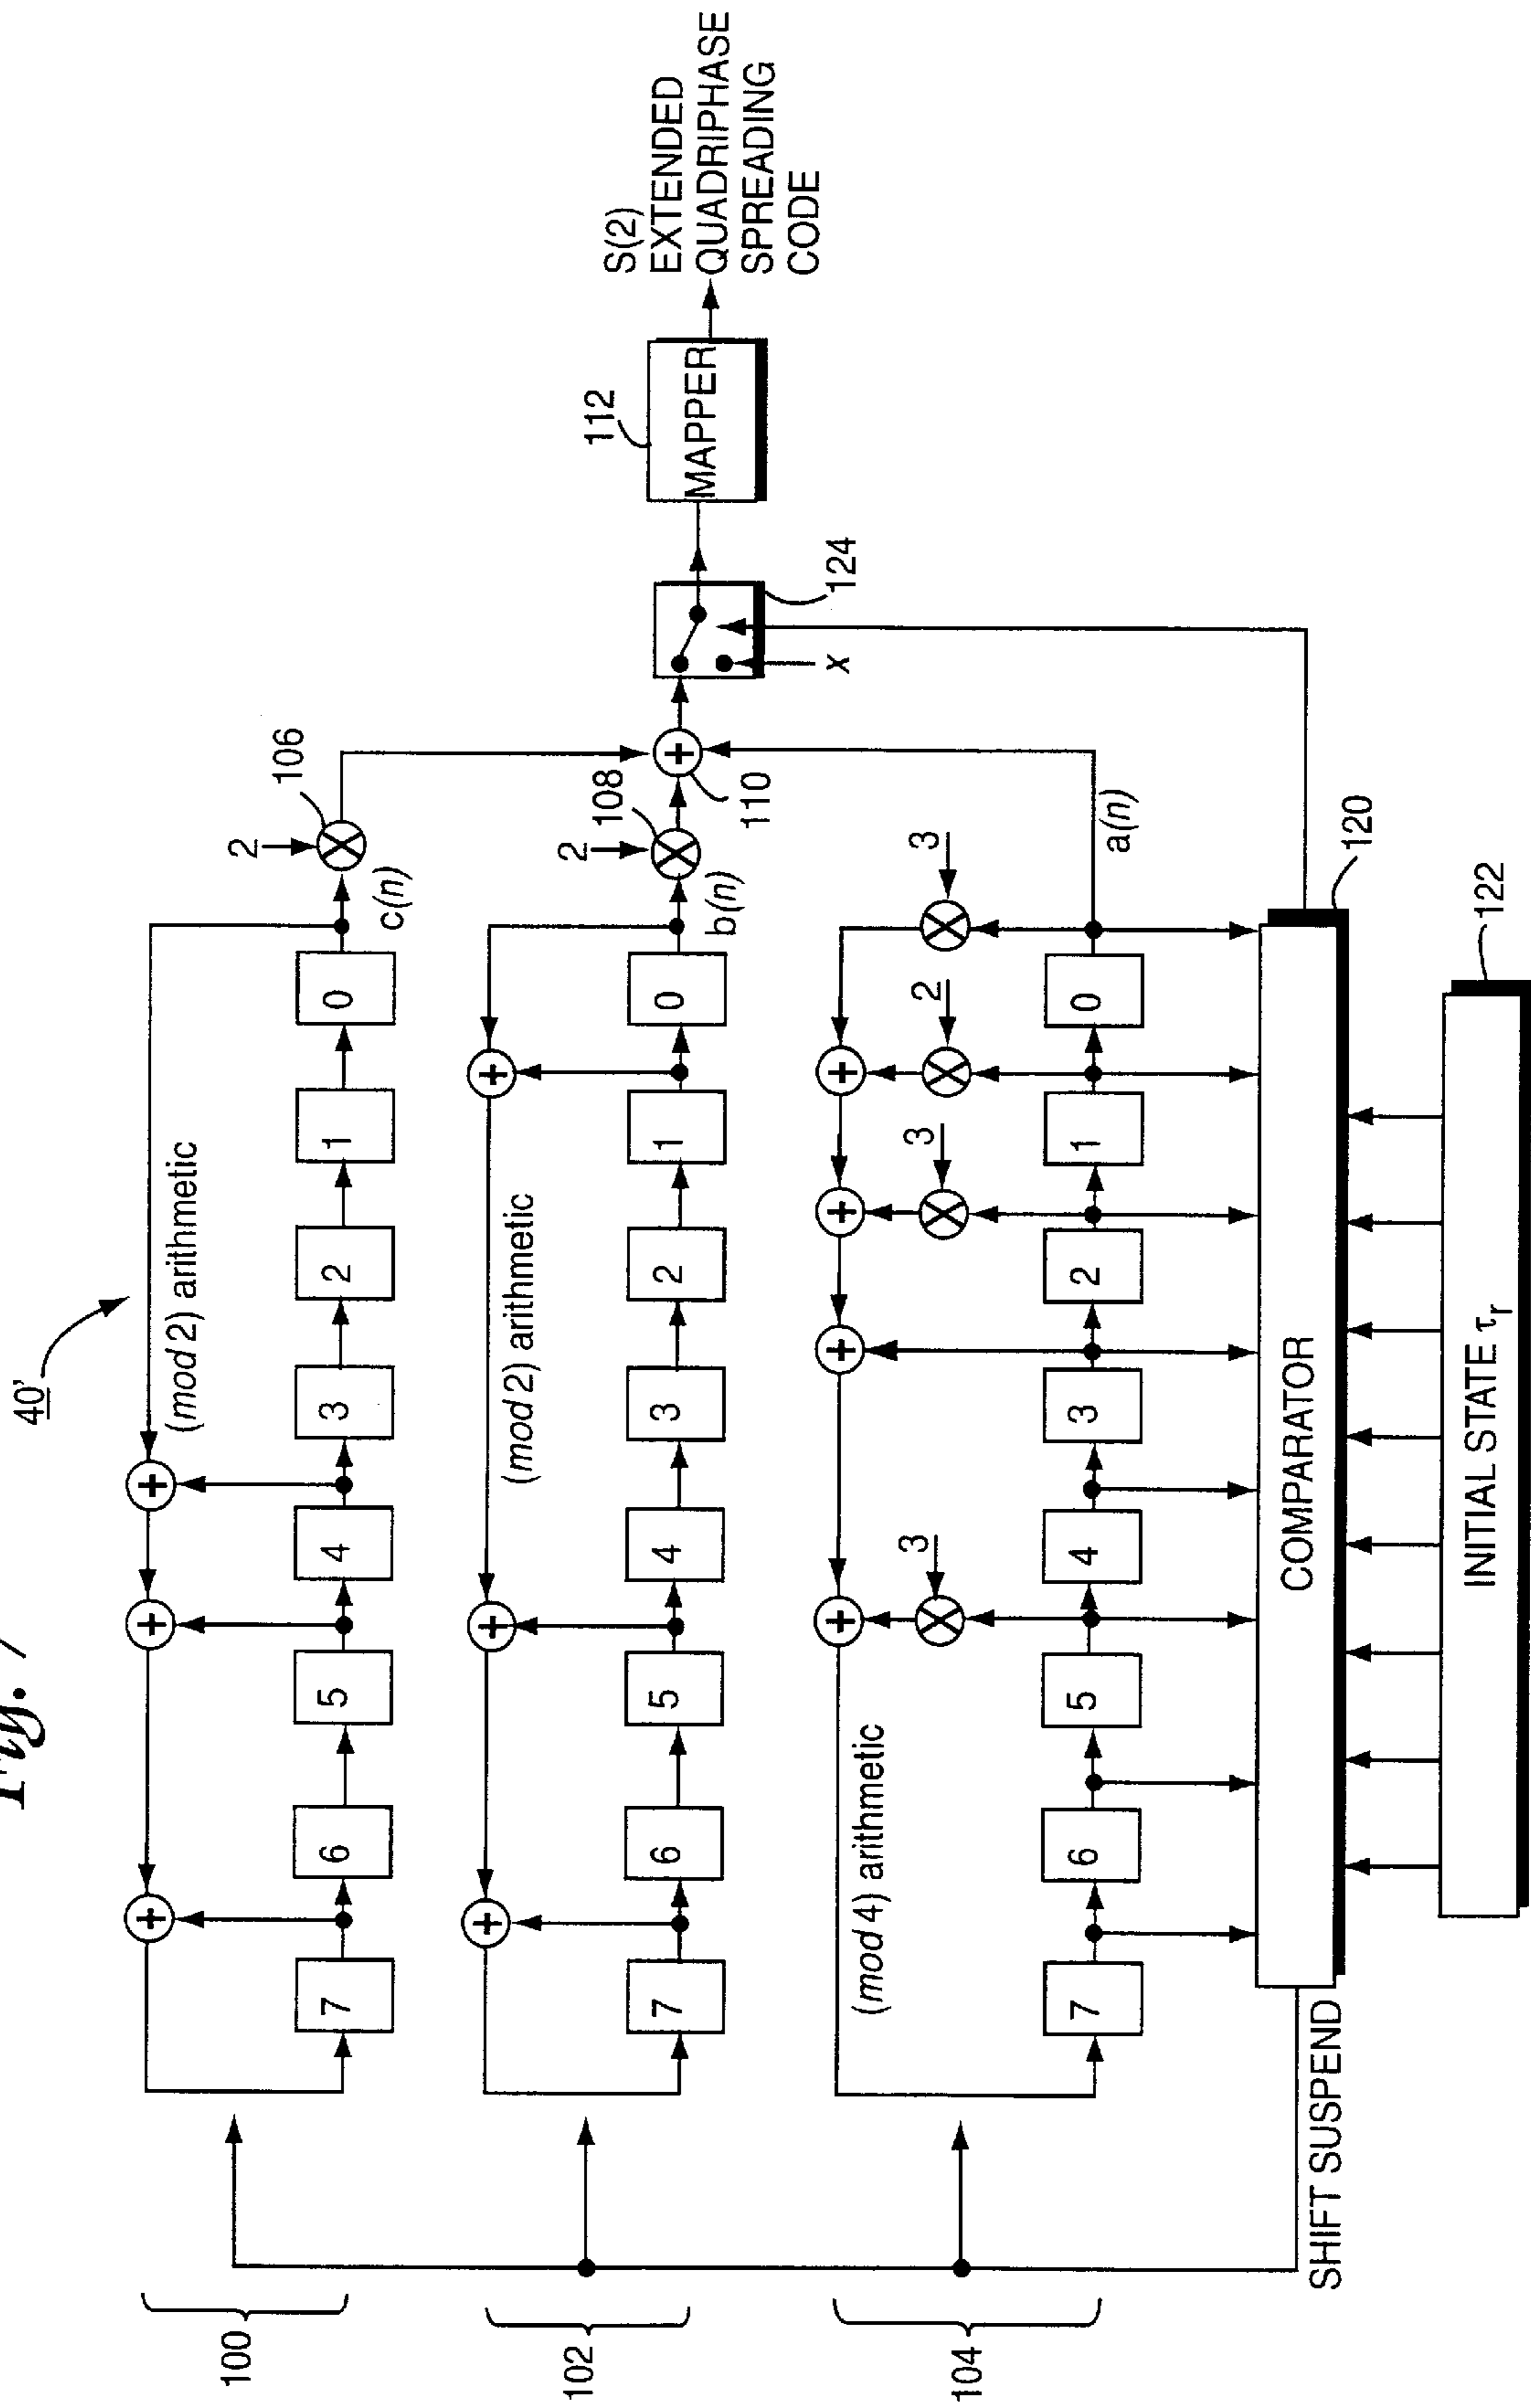 Fig. 7
40'
100
(mod 2) arithmetic
7
6
5
4
3
2
1
0
c(n)
2
106
102
(mod 2) arithmetic
7
6
5
4
3
2
1
0
b(n)
2
108
110
104
(mod 4) arithmetic
7
6
5
4
3
2
1
0
3
3
2
3
a(n)
x
124
112
MAPPER
S(2)
EXTENDED
QUADRIPHASE
SPREADING
CODE
SHIFT SUSPEND
COMPARATOR
120
INITIAL STATE τr
122